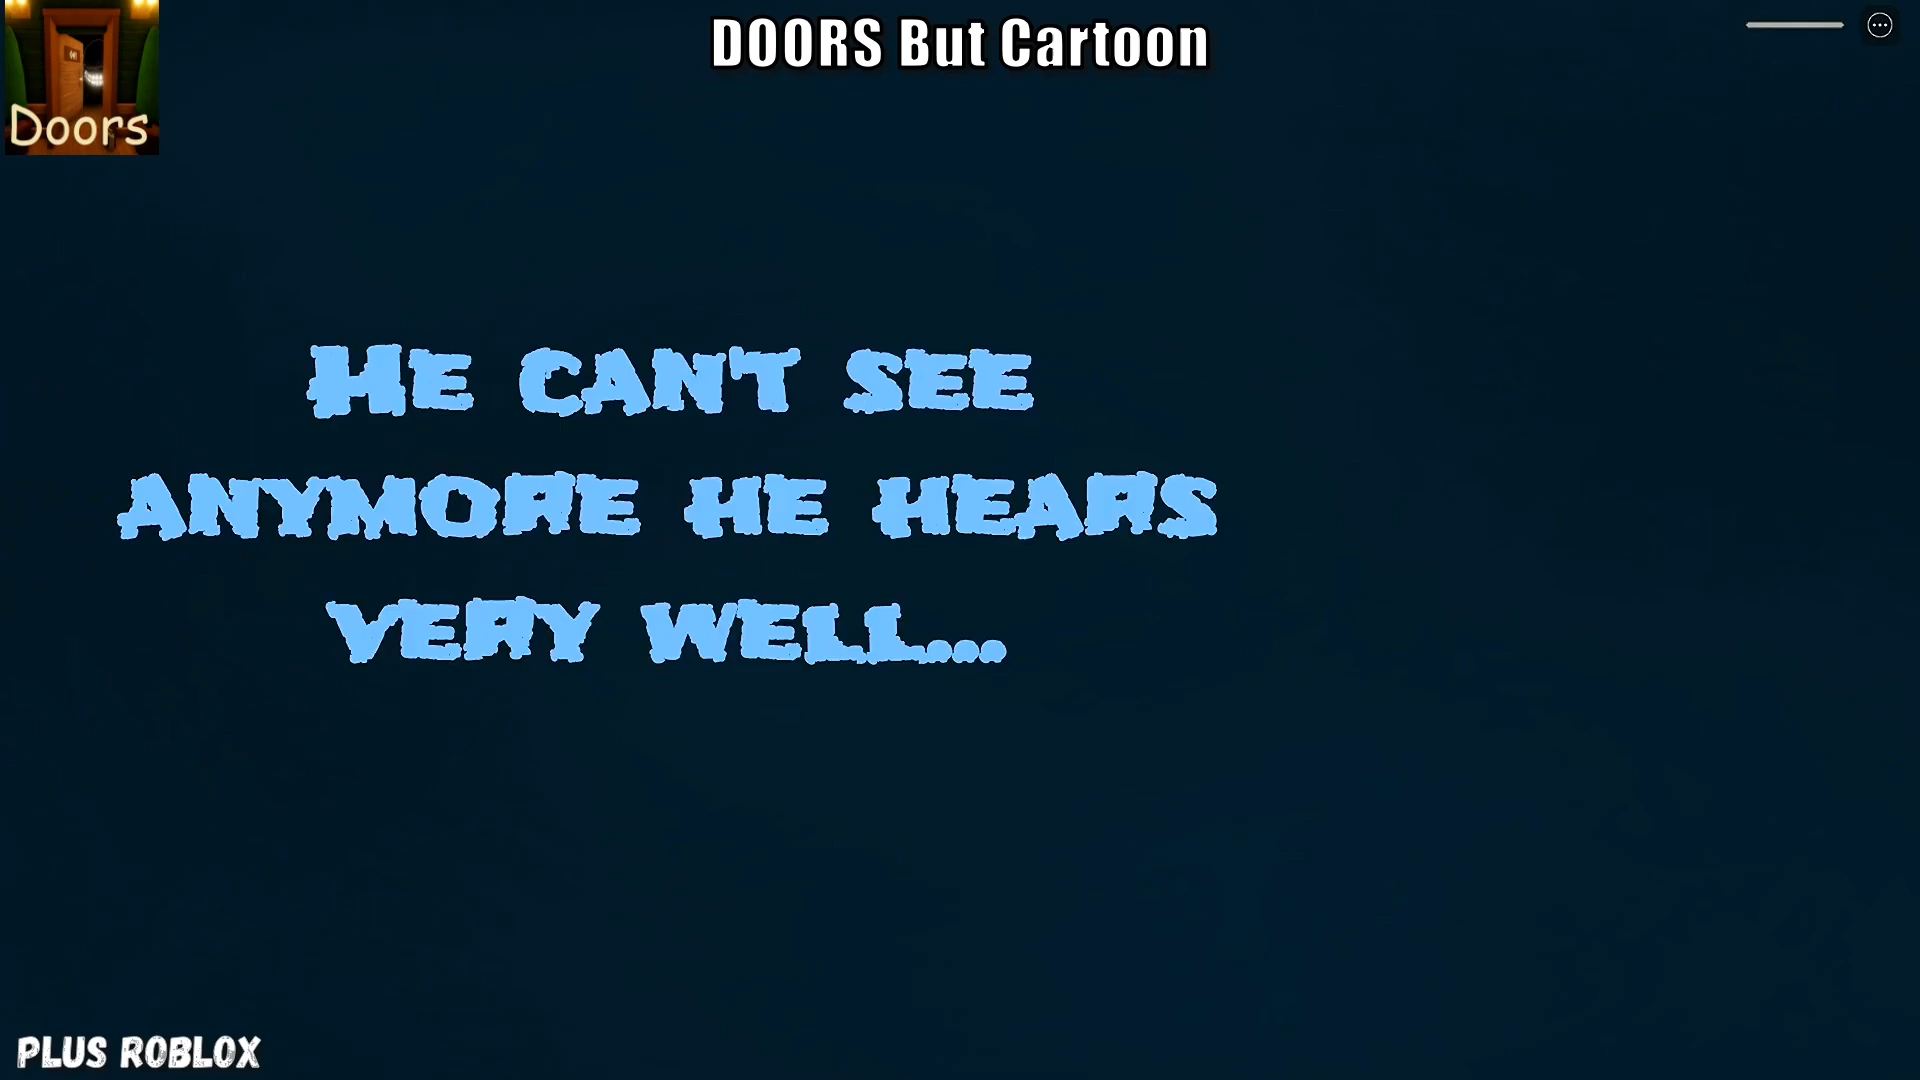 DOORS But Cartoon
Doors
HE CAN'T SEE
ANYMORE HE HEARS
VERY WELL...
PLUS ROBLOX